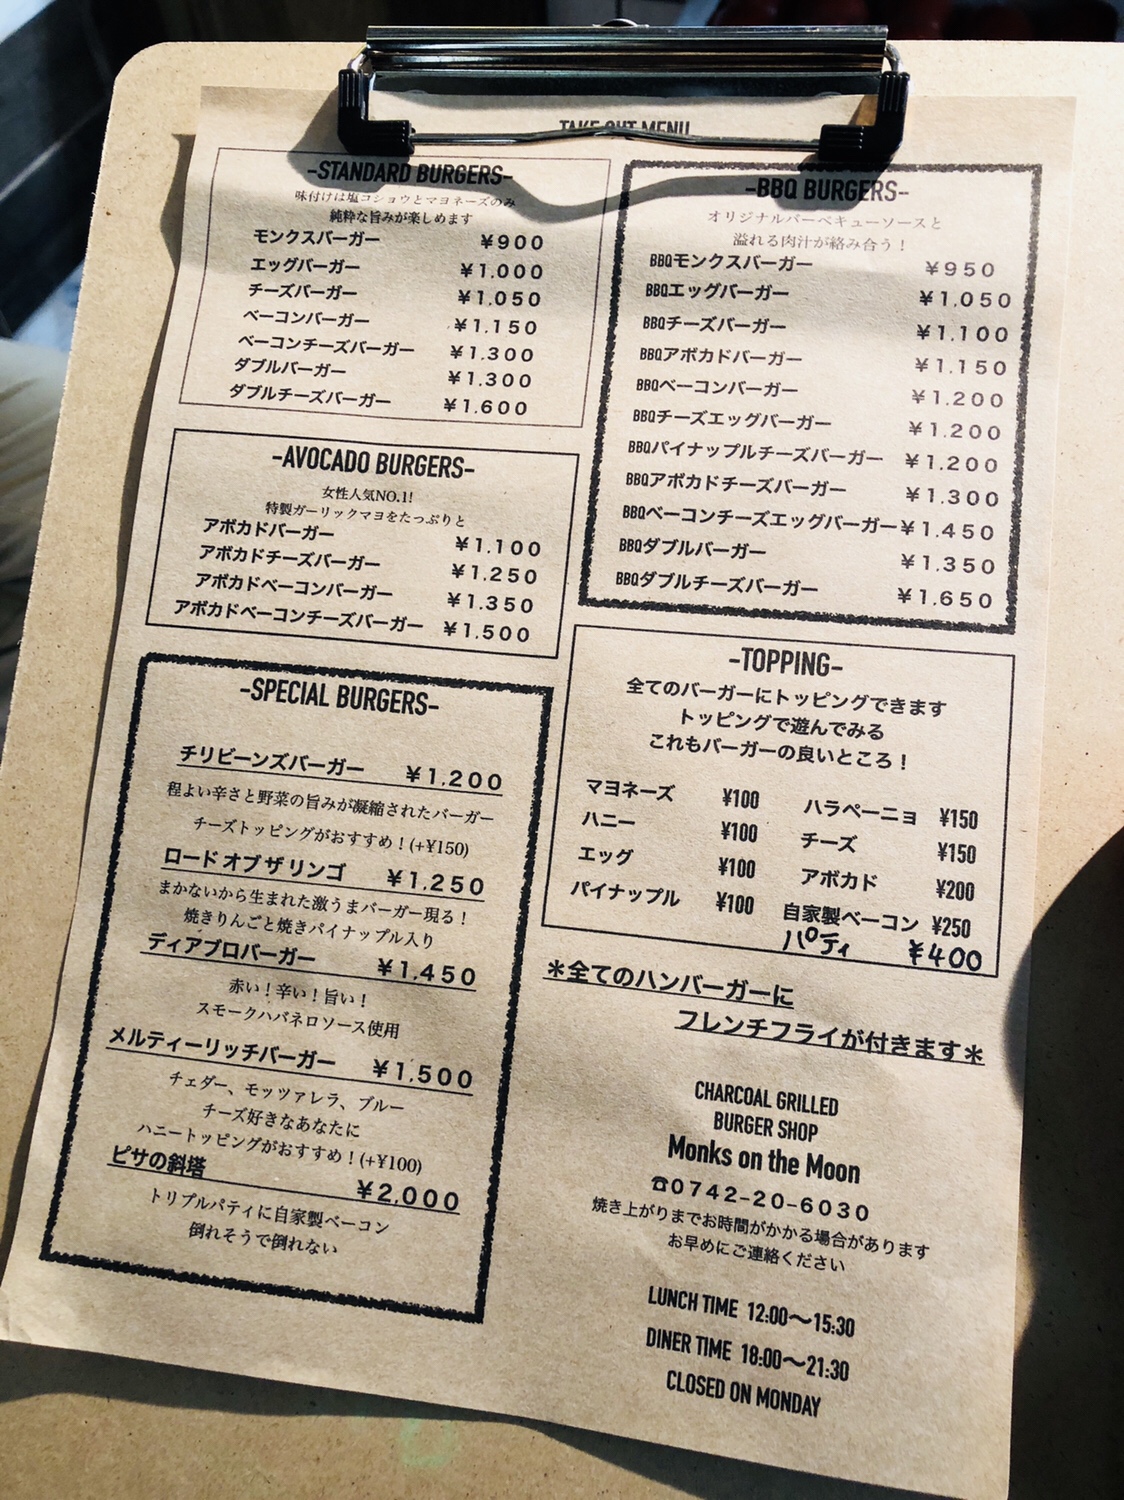 TAKE OUT MENU
-STANDARD BURGERS-
味付けは塩コショウとマヨネーズのみ
純粋な旨みが楽しめます
モンクスバーガー ¥900
エッグバーガー ¥1,000
チーズバーガー ¥1,050
ベーコンバーガー ¥1,150
ベーコンチーズバーガー ¥1,300
ダブルバーガー ¥1,300
ダブルチーズバーガー ¥1,600
-AVOCADO BURGERS-
女性人気NO.1!
特製ガーリックマヨをたっぷりと
アボカドバーガー ¥1,100
アボカドチーズバーガー ¥1,250
アボカドベーコンバーガー ¥1,350
アボカドベーコンチーズバーガー ¥1,500
-SPECIAL BURGERS-
チリビーンズバーガー ¥1,200
程よい辛さと野菜の旨みが凝縮されたバーガー
チーズトッピングがおすすめ！(+¥150)
ロードオブザリンゴ ¥1,250
まかないから生まれた激うまバーガー現る！
焼きりんごと焼きパイナップル入り
ディアブロバーガー ¥1,450
赤い！辛い！旨い！
スモークハバネロソース使用
メルティーリッチバーガー ¥1,500
チェダー、モッツァレラ、ブルー
チーズ好きなあなたに
ハニートッピングがおすすめ！(+¥100)
ピサの斜塔 ¥2,000
トリプルパティに自家製ベーコン
倒れそうで倒れない
-BBQ BURGERS-
オリジナルバーベキューソースと
溢れる肉汁が絡み合う！
BBQモンクスバーガー ¥950
BBQエッグバーガー ¥1,050
BBQチーズバーガー ¥1,100
BBQアボカドバーガー ¥1,150
BBQベーコンバーガー ¥1,200
BBQチーズエッグバーガー ¥1,200
BBQパイナップルチーズバーガー ¥1,200
BBQアボカドチーズバーガー ¥1,300
BBQベーコンチーズエッグバーガー ¥1,450
BBQダブルバーガー ¥1,350
BBQダブルチーズバーガー ¥1,650
-TOPPING-
全てのバーガーにトッピングできます
トッピングで遊んでみる
これもバーガーの良いところ！
マヨネーズ ¥100 ハラペーニョ ¥150
ハニー ¥100 チーズ ¥150
エッグ ¥100 アボカド ¥200
パイナップル ¥100 自家製ベーコン ¥250
パティ ¥400
＊全てのハンバーガーに
フレンチフライが付きます＊
CHARCOAL GRILLED
BURGER SHOP
Monks on the Moon
☎0742-20-6030
焼き上がりまでお時間がかかる場合があります
お早めにご連絡ください
LUNCH TIME 12:00〜15:30
DINER TIME 18:00〜21:30
CLOSED ON MONDAY